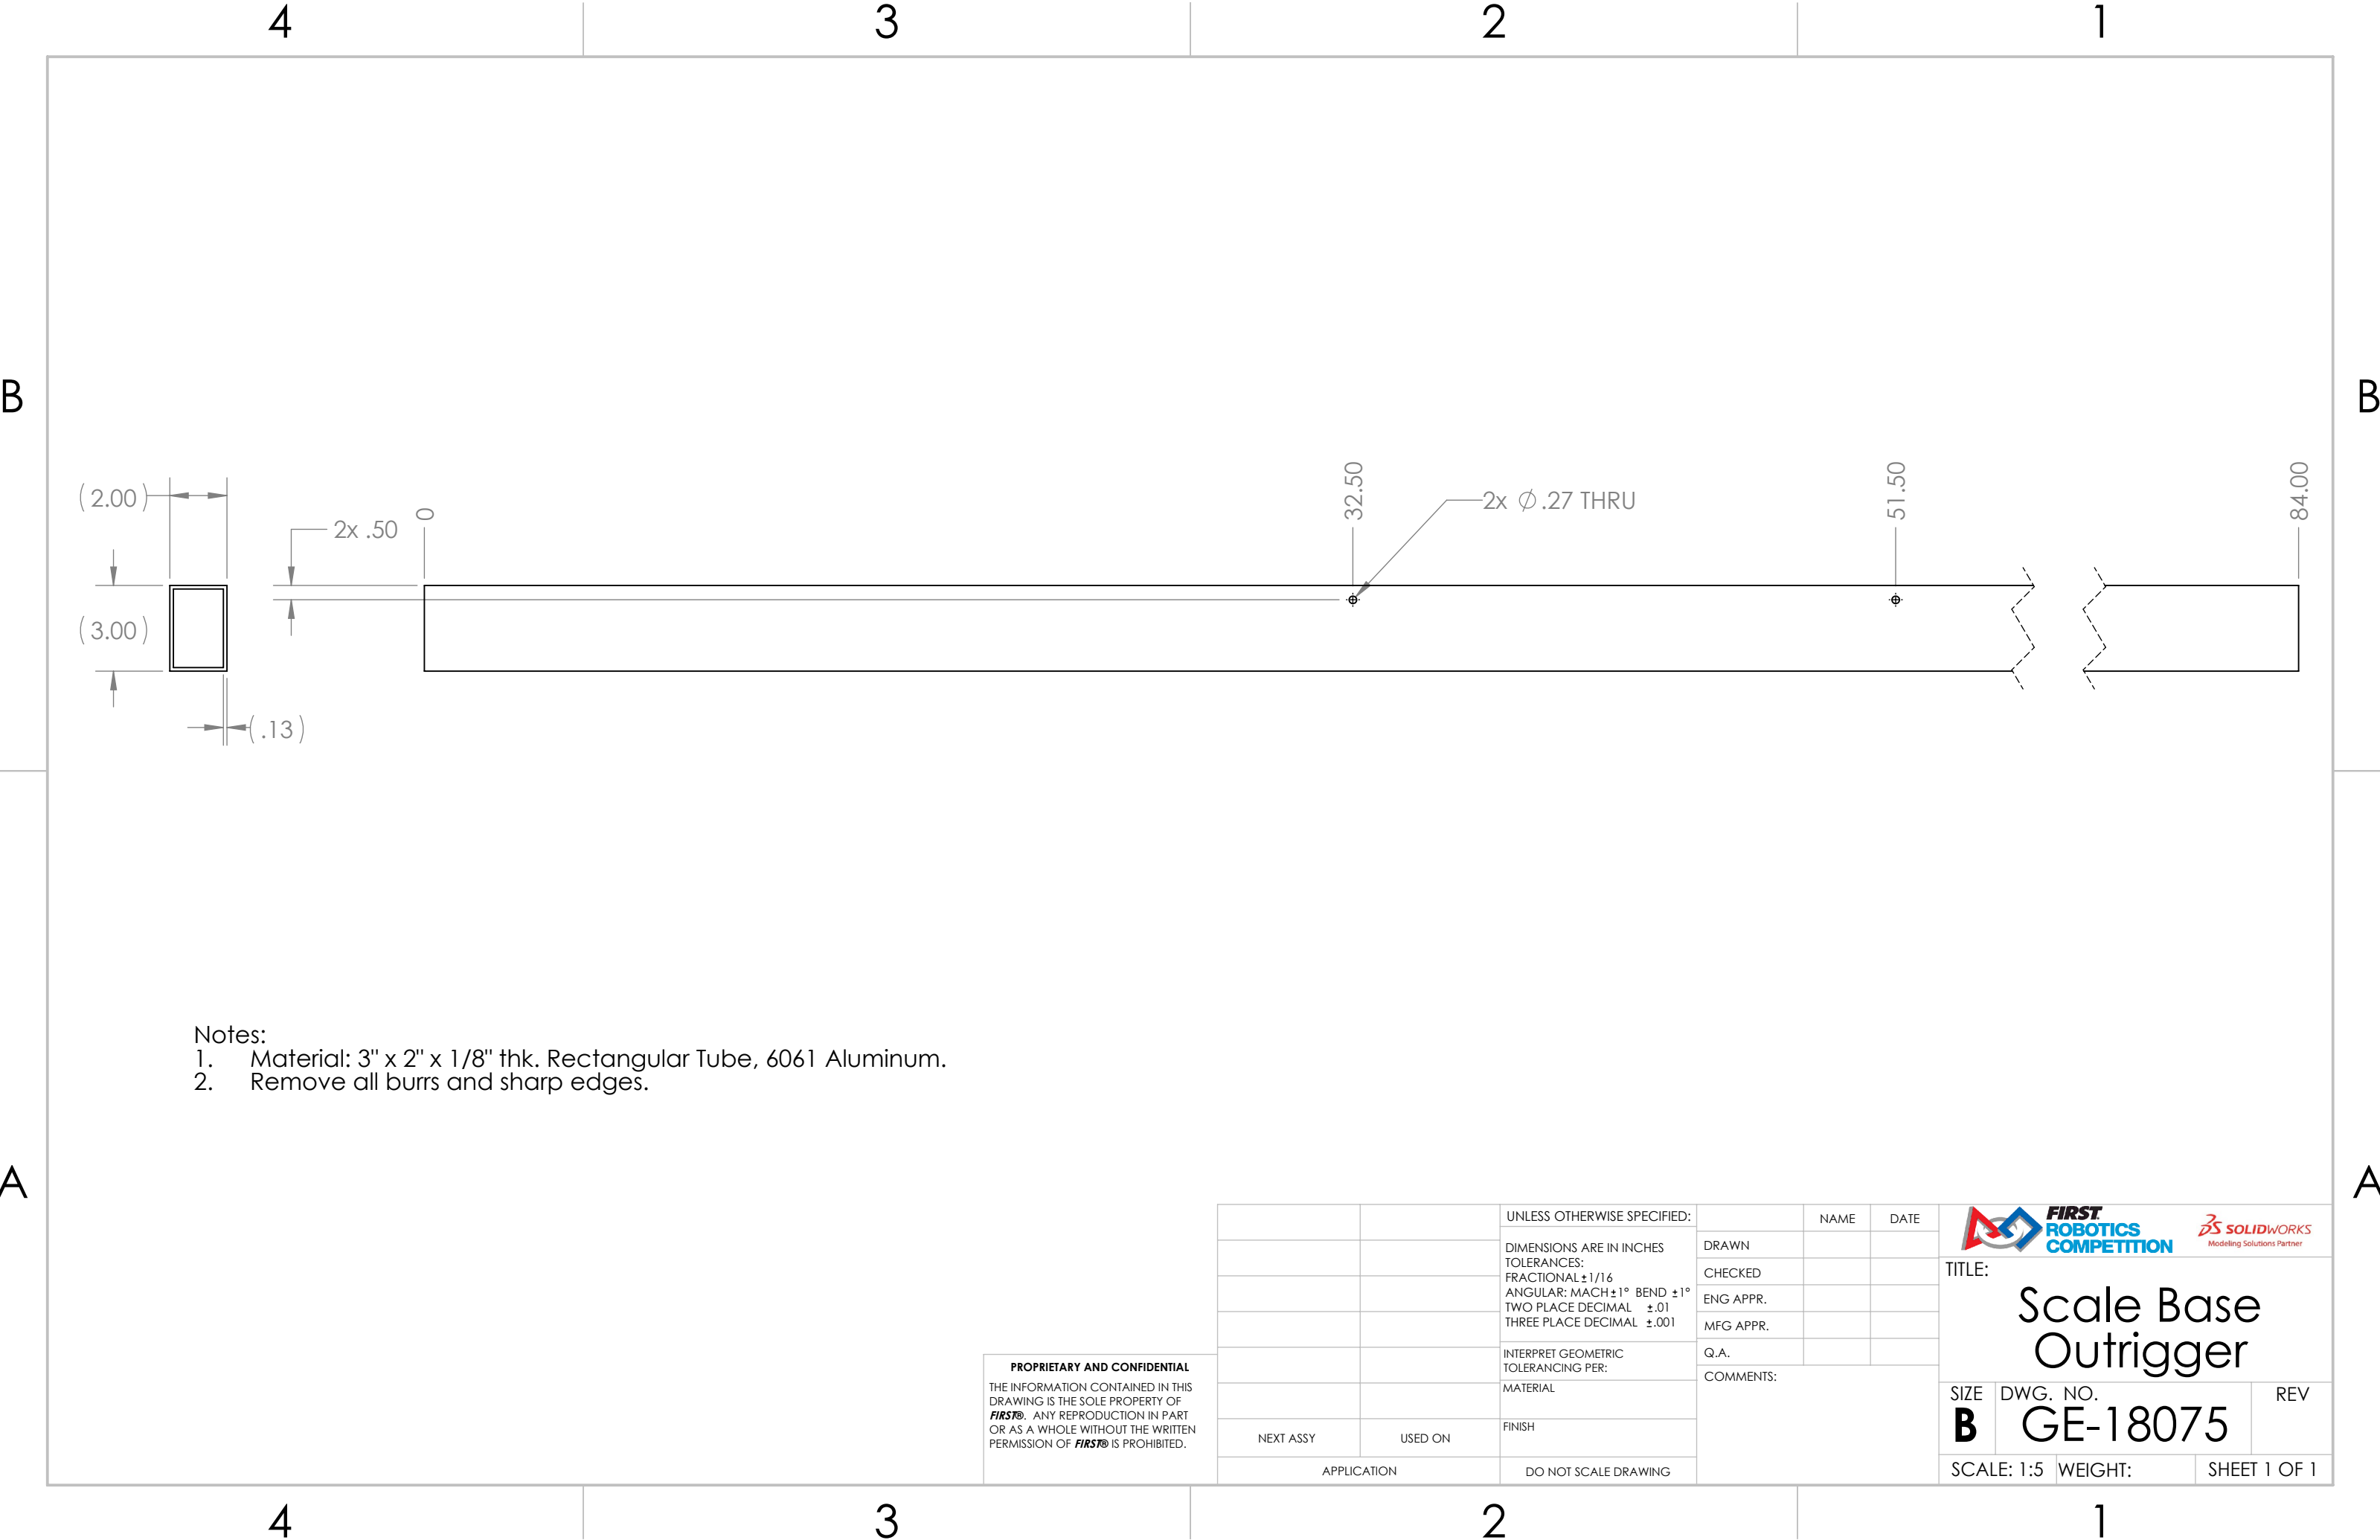 4
3
2
1
B
B
( 2.00 )
2x .50
0
32.50
2x ∅ .27 THRU
51.50
84.00
( 3.00 )
( .13 )
Notes:
1. Material: 3" x 2" x 1/8" thk. Rectangular Tube, 6061 Aluminum.
2. Remove all burrs and sharp edges.
A
A
PROPRIETARY AND CONFIDENTIAL
THE INFORMATION CONTAINED IN THIS
DRAWING IS THE SOLE PROPERTY OF
FIRST®. ANY REPRODUCTION IN PART
OR AS A WHOLE WITHOUT THE WRITTEN
PERMISSION OF FIRST® IS PROHIBITED.
NEXT ASSY
USED ON
APPLICATION
UNLESS OTHERWISE SPECIFIED:
DIMENSIONS ARE IN INCHES
TOLERANCES:
FRACTIONAL ±1/16
ANGULAR: MACH ±1° BEND ±1°
TWO PLACE DECIMAL ±.01
THREE PLACE DECIMAL ±.001
INTERPRET GEOMETRIC
TOLERANCING PER:
MATERIAL
FINISH
DO NOT SCALE DRAWING
NAME
DATE
DRAWN
CHECKED
ENG APPR.
MFG APPR.
Q.A.
COMMENTS:
FIRST
ROBOTICS
COMPETITION
SOLIDWORKS
Modeling Solutions Partner
TITLE:
Scale Base
Outrigger
SIZE
B
DWG. NO.
GE-18075
REV
SCALE: 1:5
WEIGHT:
SHEET 1 OF 1
4
3
2
1